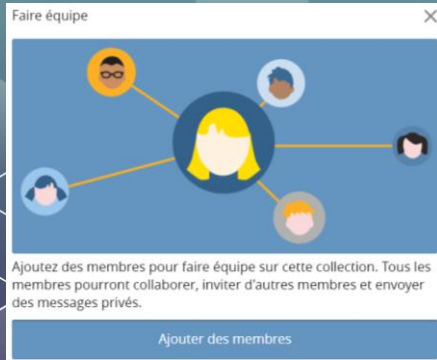 Faire équipe
Ajoutez des membres pour faire équipe sur cette collection. Tous les
membres pourront collaborer, inviter d'autres membres et envoyer
des messages privés.
Ajouter des membres